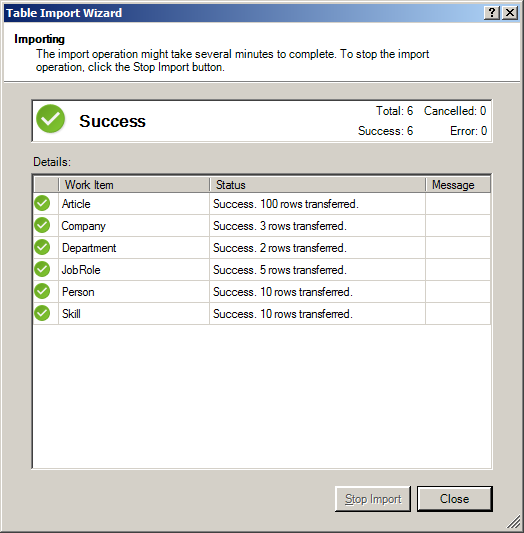 Table Import Wizard
Importing
The import operation might take several minutes to complete. To stop the import
operation, click the Stop Import button.
Success
Total: 6 Cancelled: 0
Success: 6 Error: 0
Details:
Work Item Status Message
Article Success. 100 rows transferred.
Company Success. 3 rows transferred.
Department Success. 2 rows transferred.
JobRole Success. 5 rows transferred.
Person Success. 10 rows transferred.
Skill Success. 10 rows transferred.
Stop Import Close